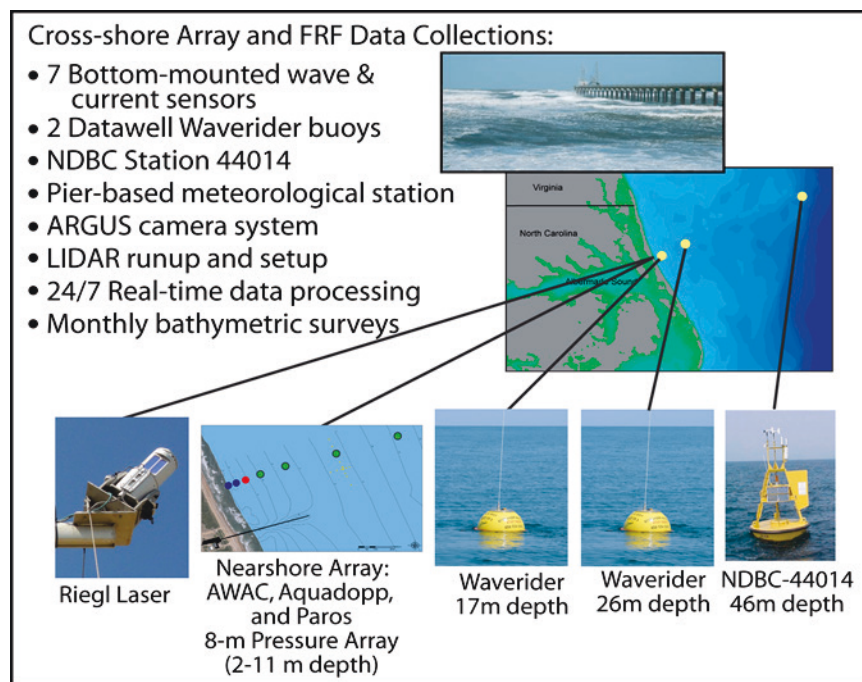 Cross-shore Array and FRF Data Collections:
• 7 Bottom-mounted wave &
current sensors
• 2 Datawell Waverider buoys
• NDBC Station 44014
• Pier-based meteorological station
• ARGUS camera system
• LIDAR runup and setup
• 24/7 Real-time data processing
• Monthly bathymetric surveys
Virginia
North Carolina
Albermarle Sound
Riegl Laser
Nearshore Array:
AWAC, Aquadopp,
and Paros
8-m Pressure Array
(2-11 m depth)
Waverider
17m depth
Waverider
26m depth
NDBC-44014
46m depth